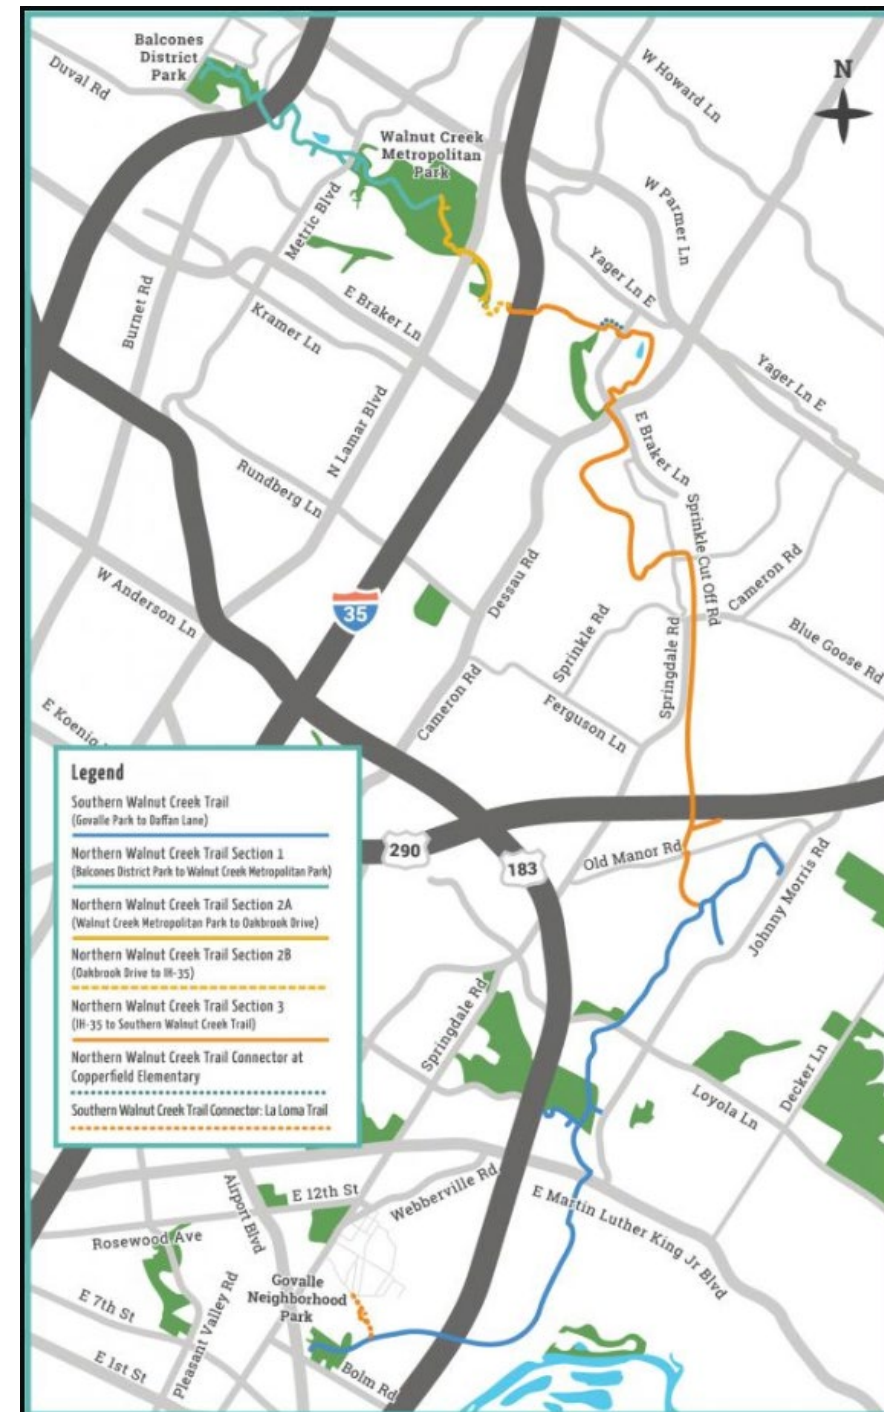 Balcones
District
Park
Duval Rd
W Howard Ln
N
Walnut Creek
Metropolitan
Park
W Parmer Ln
Metric Blvd
Yager Ln E
Burnet Rd
E Braker Ln
Kramer Ln
Yager Ln E
N Lamar Blvd
E Braker Ln
Rundberg Ln
Sprinkle Cut Off Rd
W Anderson Ln
35
Dessau Rd
Cameron Rd
Sprinkle Rd
Springdale Rd
Blue Goose Rd
Cameron Rd
Ferguson Ln
E Koenig
Legend
Southern Walnut Creek Trail
(Govalle Park to Daffan Lane)
Northern Walnut Creek Trail Section 1
(Balcones District Park to Walnut Creek Metropolitan Park)
Northern Walnut Creek Trail Section 2A
(Walnut Creek Metropolitan Park to Oakbrook Drive)
Northern Walnut Creek Trail Section 2B
(Oakbrook Drive to IH-35)
Northern Walnut Creek Trail Section 3
(IH-35 to Southern Walnut Creek Trail)
Northern Walnut Creek Trail Connector at
Copperfield Elementary
Southern Walnut Creek Trail Connector: La Loma Trail
290
183
Old Manor Rd
Johnny Morris Rd
Springdale Rd
Loyola Ln
Decker Ln
Airport Blvd
E 12th St
Webberville Rd
E Martin Luther King Jr Blvd
Rosewood Ave
Govalle
Neighborhood
Park
E 7th St
Pleasant Valley Rd
E 1st St
Bolm Rd